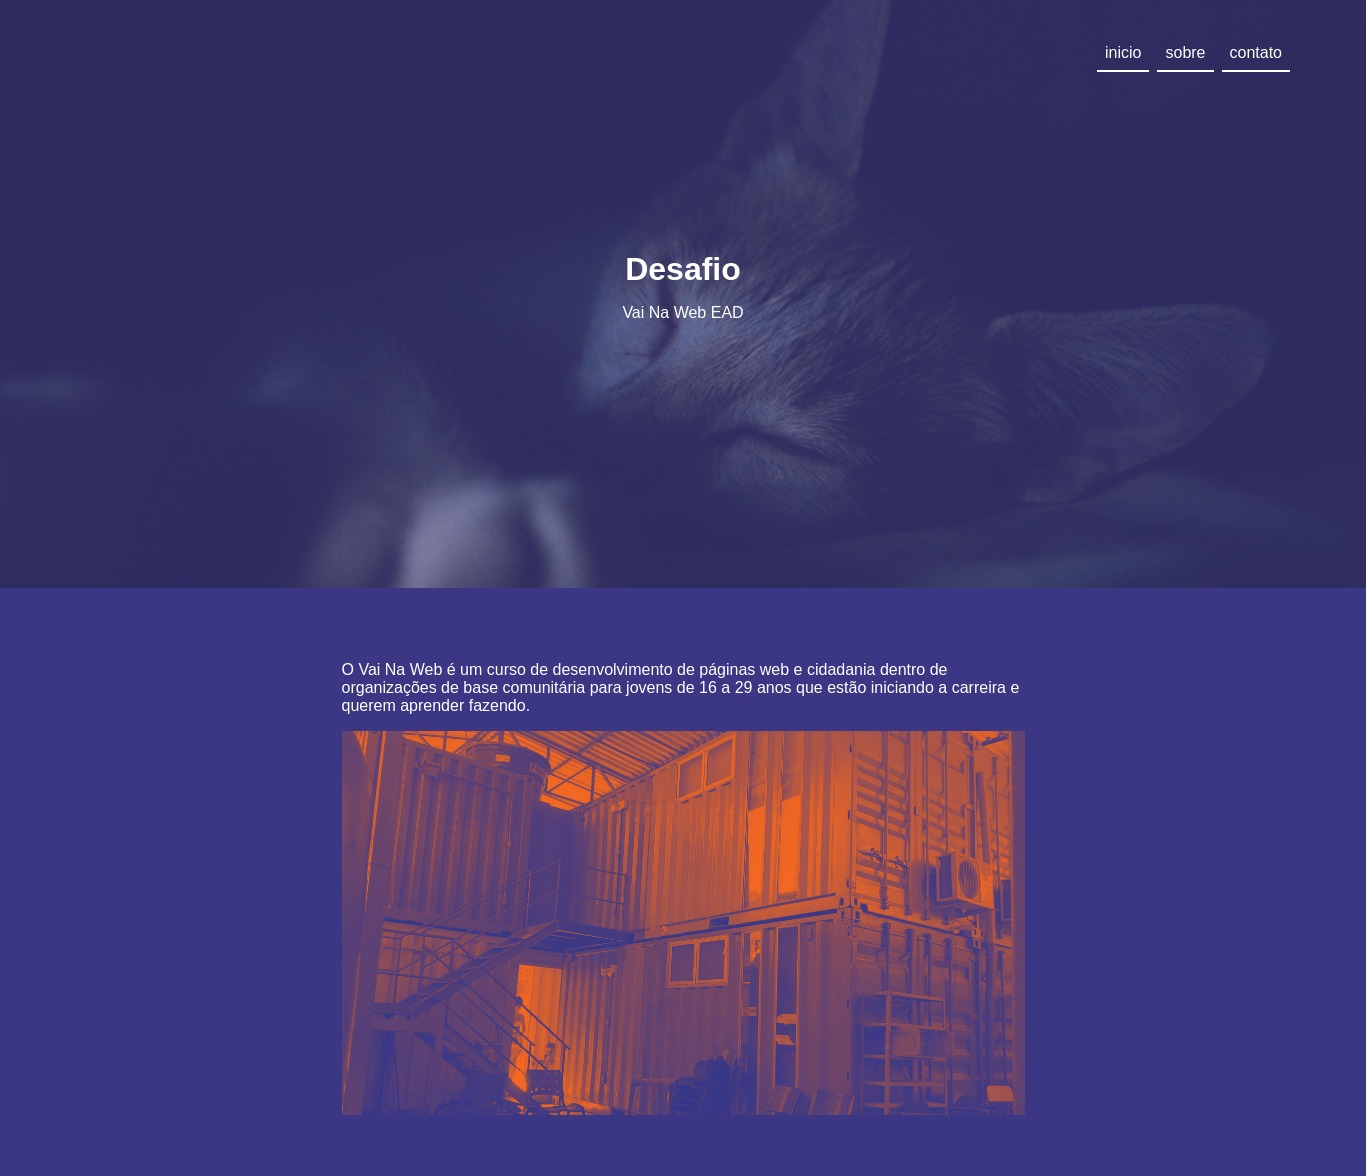 inicio sobre contato
Desafio
Vai Na Web EAD
O Vai Na Web é um curso de desenvolvimento de páginas web e cidadania dentro de
organizações de base comunitária para jovens de 16 a 29 anos que estão iniciando a carreira e
querem aprender fazendo.